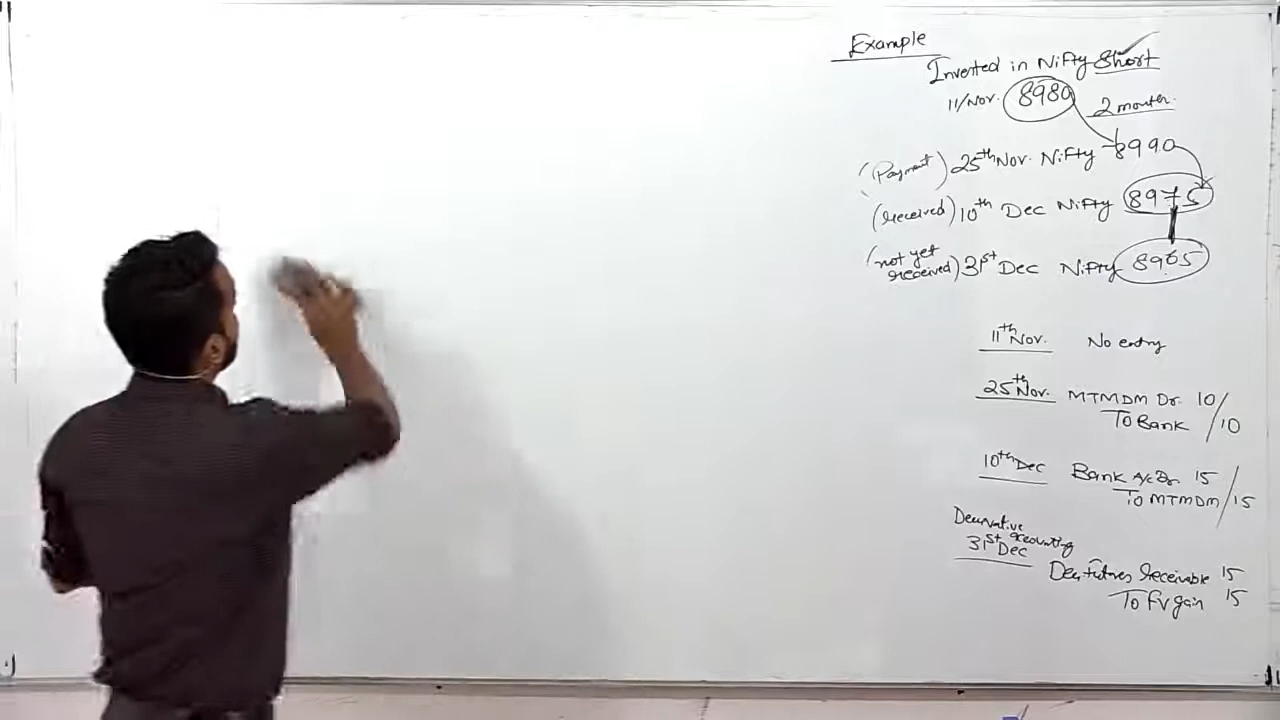 Example
Inverted in Nifty Short
11/Nov. 8980 2 month
(Payment) 25th Nov. Nifty 8990
(received) 10th Dec Nifty 8975
(not yet received) 31st Dec Nifty 8965
11th Nov. No entry
25th Nov. MTMDM Dr. 10/
To Bank /10
10th Dec Bank A/c Dr. 15/
To MTMDM /15
Derivative accounting
31st Dec
Der Futures receivable 15
To FV gain 15